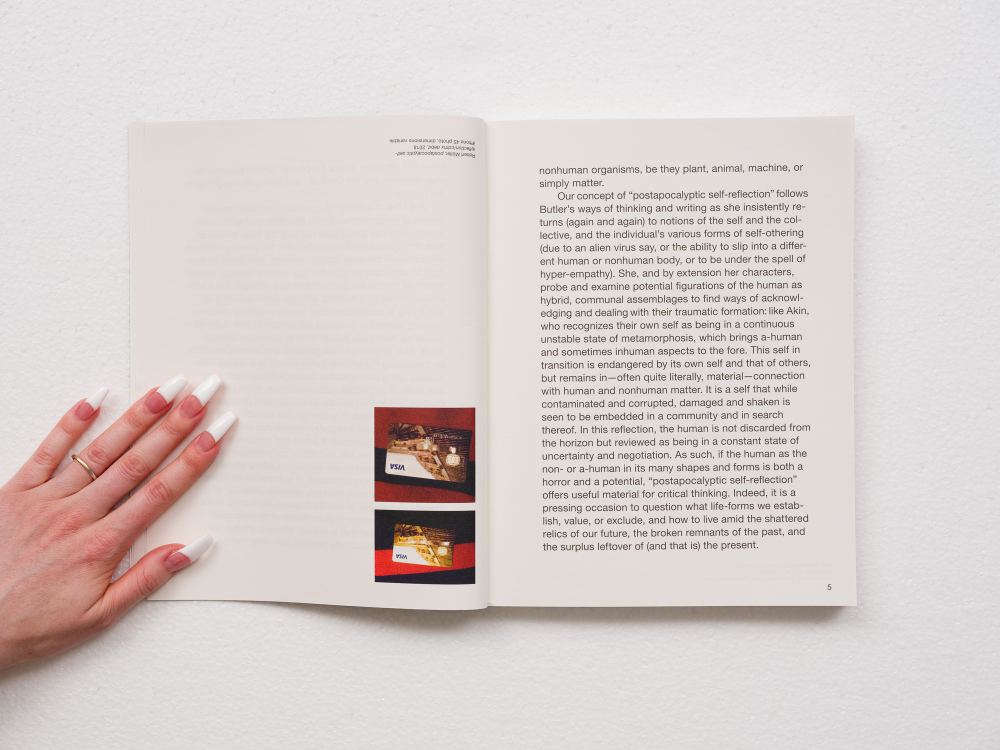 Robert Müller, postapocalyptic self-
reflection/coins/ debit, 2018
iPhone 4S photo, dimensions variable
VISA
VISA
nonhuman organisms, be they plant, animal, machine, or
simply matter.
Our concept of “postapocalyptic self-reflection” follows
Butler’s ways of thinking and writing as she insistently re-
turns (again and again) to notions of the self and the col-
lective, and the individual’s various forms of self-othering
(due to an alien virus say, or the ability to slip into a differ-
ent human or nonhuman body, or to be under the spell of
hyper-empathy). She, and by extension her characters,
probe and examine potential figurations of the human as
hybrid, communal assemblages to find ways of acknowl-
edging and dealing with their traumatic formation: like Akin,
who recognizes their own self as being in a continuous
unstable state of metamorphosis, which brings a-human
and sometimes inhuman aspects to the fore. This self in
transition is endangered by its own self and that of others,
but remains in—often quite literally, material—connection
with human and nonhuman matter. It is a self that while
contaminated and corrupted, damaged and shaken is
seen to be embedded in a community and in search
thereof. In this reflection, the human is not discarded from
the horizon but reviewed as being in a constant state of
uncertainty and negotiation. As such, if the human as the
non- or a-human in its many shapes and forms is both a
horror and a potential, “postapocalyptic self-reflection”
offers useful material for critical thinking. Indeed, it is a
pressing occasion to question what life-forms we estab-
lish, value, or exclude, and how to live amid the shattered
relics of our future, the broken remnants of the past, and
the surplus leftover of (and that is) the present.
5